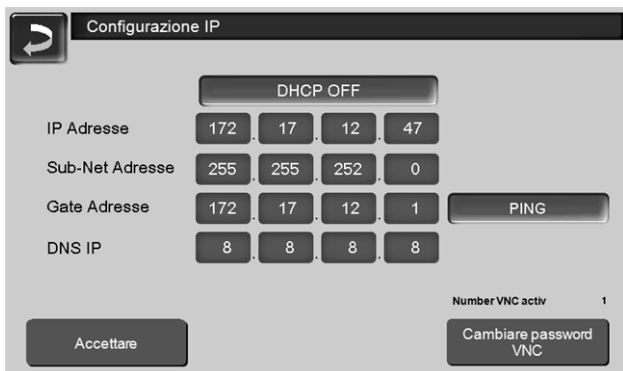 Configurazione IP
DHCP OFF
IP Adresse 172 . 17 . 12 . 47
Sub-Net Adresse 255 . 255 . 252 . 0
Gate Adresse 172 . 17 . 12 . 1 PING
DNS IP 8 . 8 . 8 . 8
Number VNC activ 1
Accettare
Cambiare password
VNC